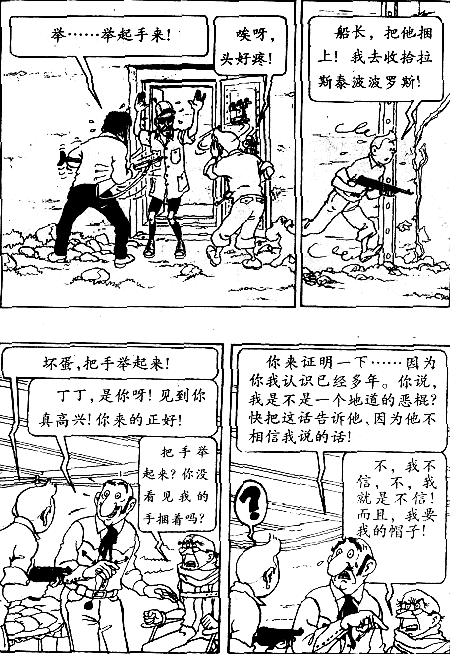 举……举起手来！
唉呀，
头好疼！
船长，把他捆
上！我去收拾拉
斯泰波波罗斯！
坏蛋，把手举起来！
丁丁，是你呀！见到你
真高兴！你来的正好！
把手举
起来？你没
看见我的
手捆着吗？
你来证明一下……因为
你我认识已经多年。你说，
我是不是一个地道的恶棍？
快把这话告诉他、因为他不
相信我说的话！
?
不，我不
信，不，我
就是不信！
而且，我要
我的帽子！